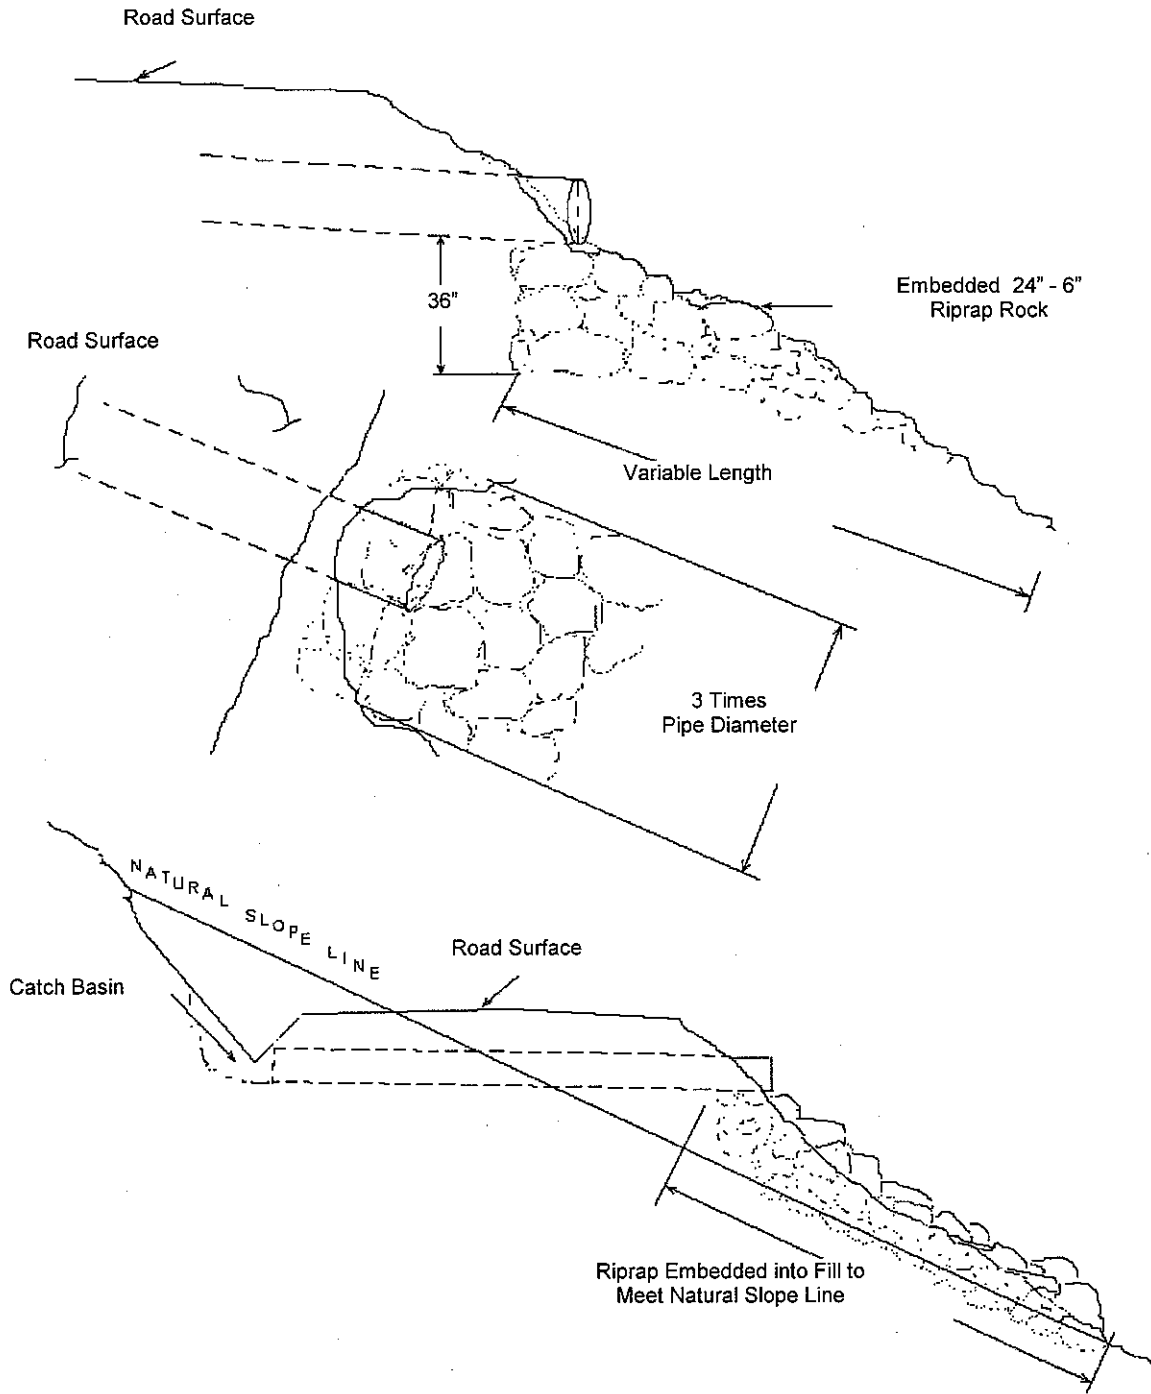 Road Surface
36”
Embedded 24” - 6”
Riprap Rock
Road Surface
Variable Length
3 Times
Pipe Diameter
NATURAL SLOPE LINE
Road Surface
Catch Basin
Riprap Embedded into Fill to
Meet Natural Slope Line